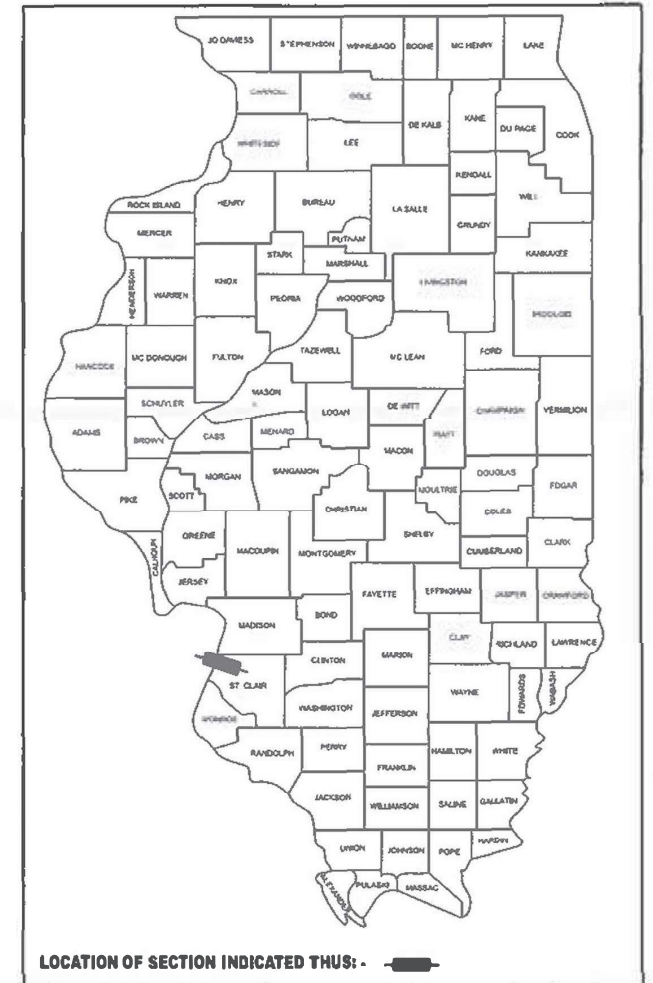 JO DAVIESS STEPHENSON WINNEBAGO BOONE MC HENRY LAKE
CARROLL OGLE DE KALB KANE DU PAGE COOK
WHITESIDE LEE
KENDALL WILL
ROCK ISLAND HENRY BUREAU LA SALLE GRUNDY
MERCER PUTNAM
STARK MARSHALL KANKAKEE
HENDERSON WARREN KNOX PEORIA WOODFORD LIVINGSTON
HANCOCK MC DONOUGH FULTON TAZEWELL MC LEAN FORD
MASON
SCHUYLER LOGAN DE WITT CHAMPAIGN VERMILION
ADAMS BROWN CASS MENARD PIATT
MACON
PIKE SCOTT MORGAN SANGAMON MOULTRIE DOUGLAS EDGAR
CHRISTIAN COLES
CALHOUN GREENE MACOUPIN MONTGOMERY SHELBY CUMBERLAND CLARK
JERSEY FAYETTE EFFINGHAM JASPER CRAWFORD
MADISON BOND
CLINTON MARION CLAY RICHLAND LAWRENCE
ST CLAIR WAYNE EDWARDS WABASH
MONROE WASHINGTON JEFFERSON
RANDOLPH PERRY HAMILTON WHITE
FRANKLIN
JACKSON WILLIAMSON SALINE GALLATIN
UNION JOHNSON POPE HARDIN
ALEXANDER PULASKI MASSAC
LOCATION OF SECTION INDICATED THUS: -